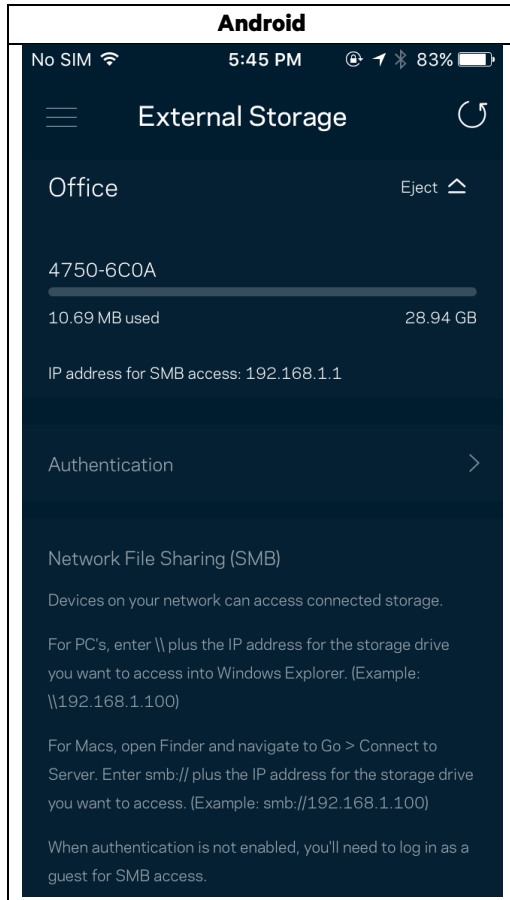 Android
No SIM 5:45 PM 83%
External Storage
Office Eject
4750-6C0A
10.69 MB used 28.94 GB
IP address for SMB access: 192.168.1.1
Authentication
Network File Sharing (SMB)
Devices on your network can access connected storage.
For PC's, enter \\ plus the IP address for the storage drive
you want to access into Windows Explorer. (Example:
\\192.168.1.100)
For Macs, open Finder and navigate to Go > Connect to
Server. Enter smb:// plus the IP address for the storage drive
you want to access. (Example: smb://192.168.1.100)
When authentication is not enabled, you'll need to log in as a
guest for SMB access.